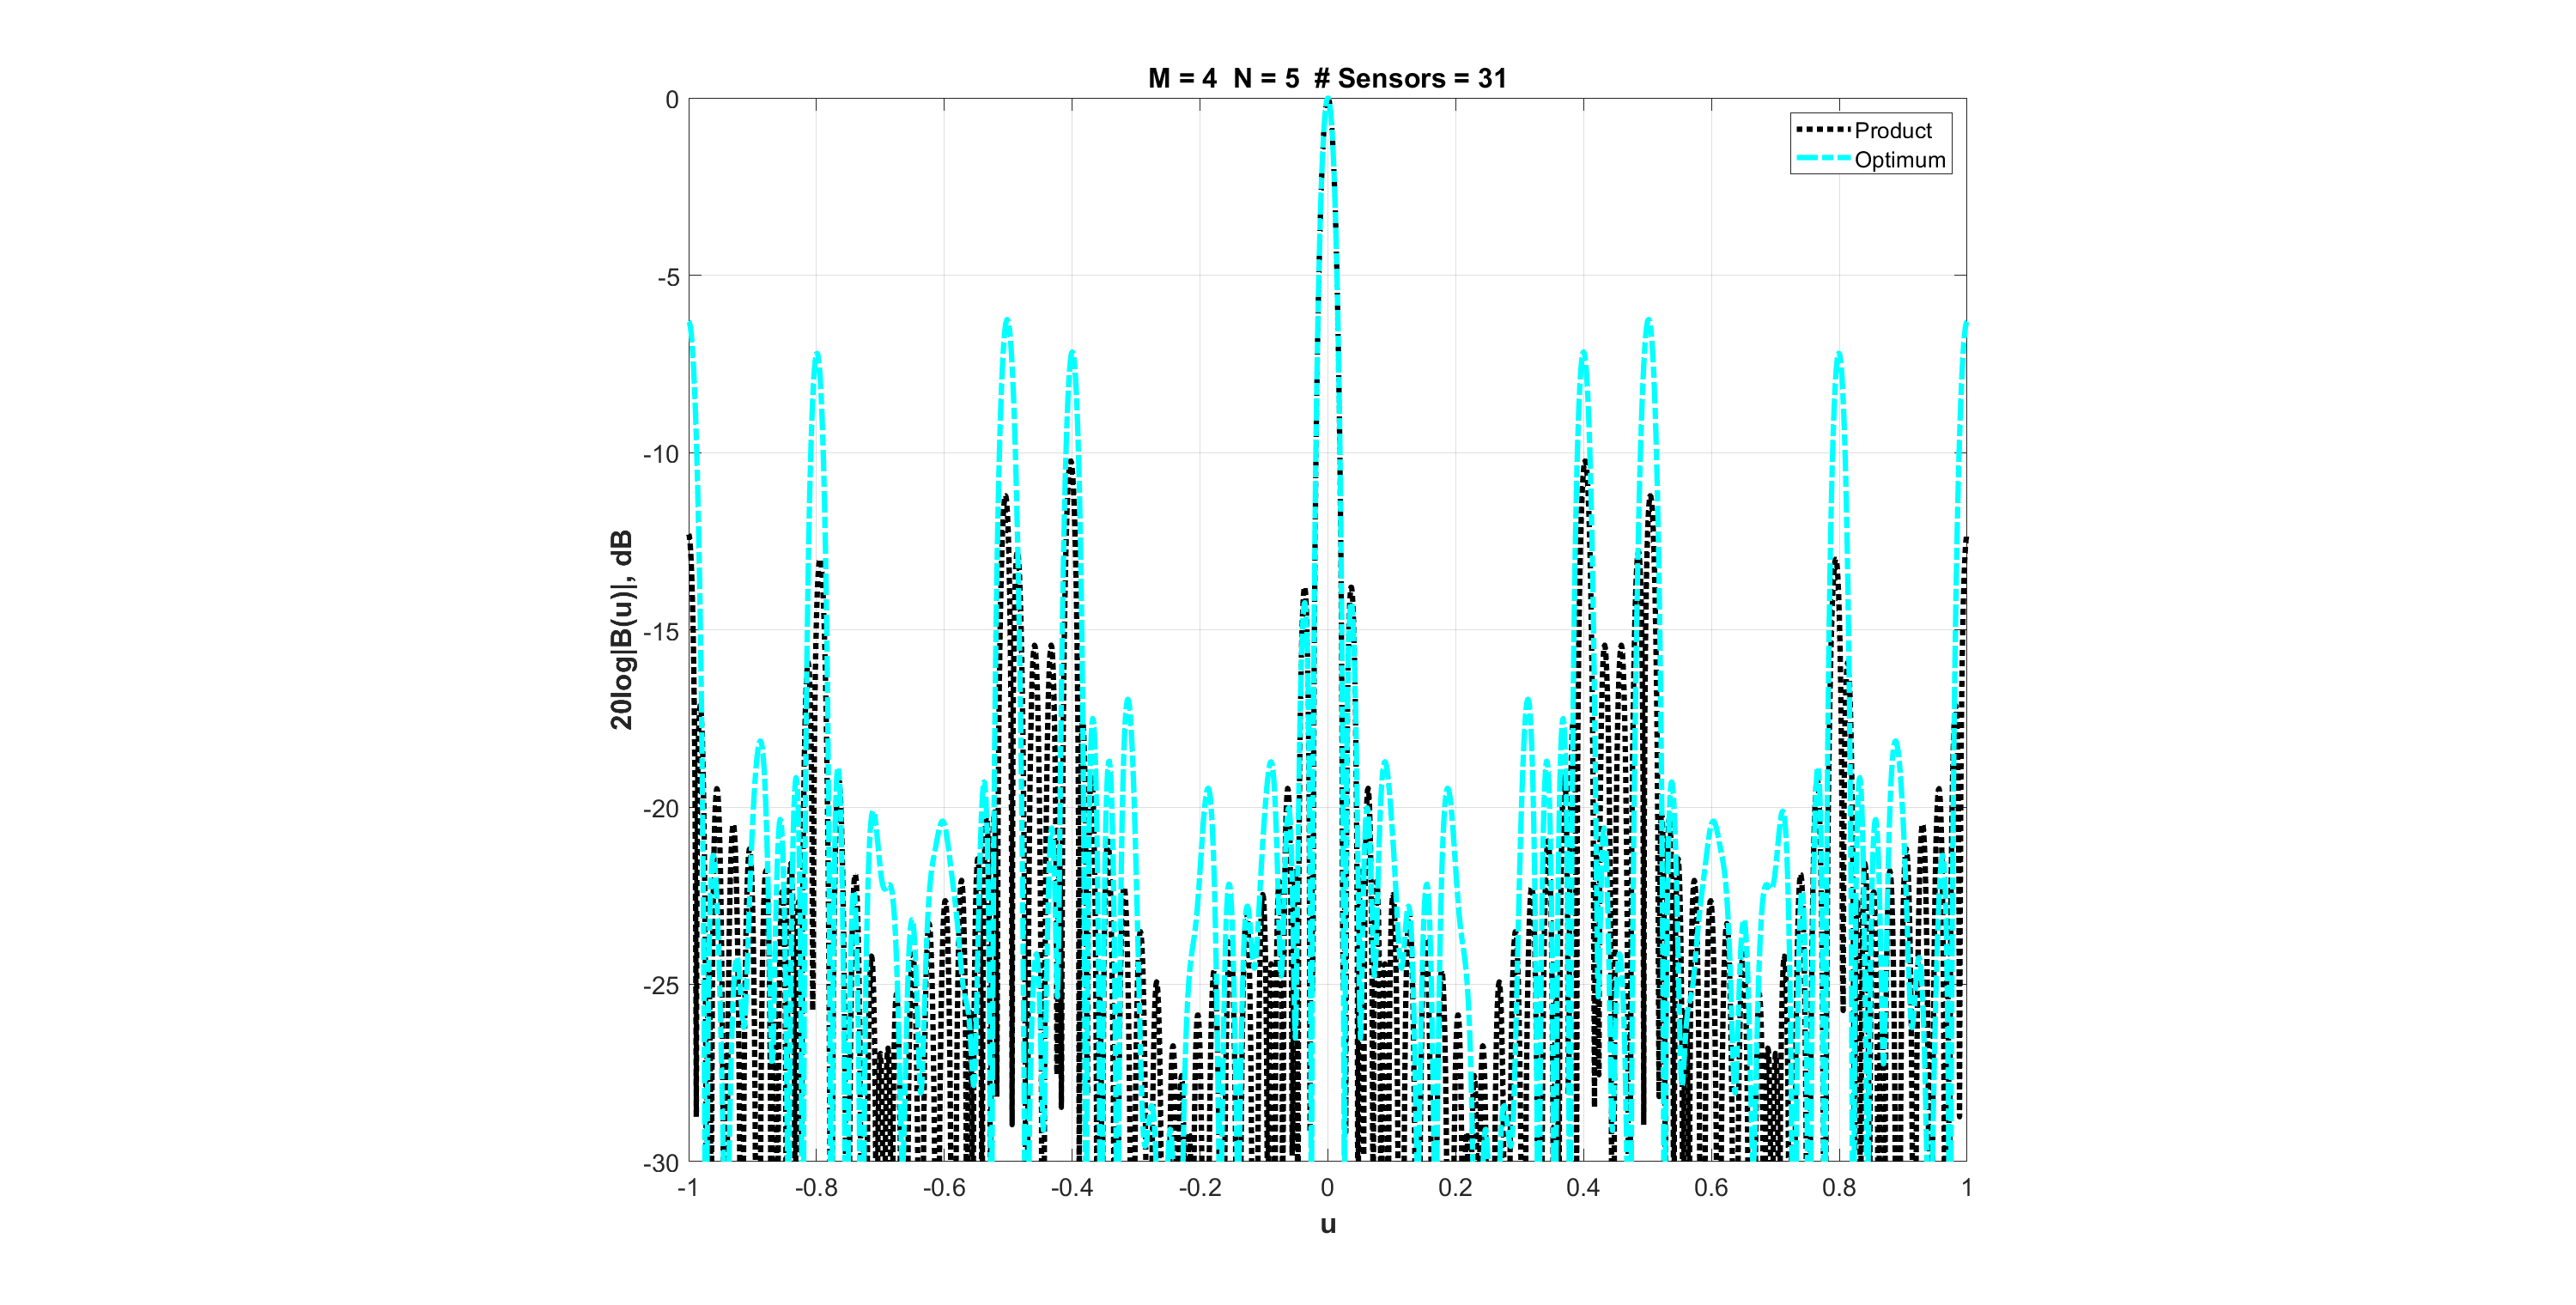 M = 4 N = 5 # Sensors = 31
Product
Optimum
20log|B(u)|, dB
0
-5
-10
-15
-20
-25
-30
-1 -0.8 -0.6 -0.4 -0.2 0 0.2 0.4 0.6 0.8 1
u